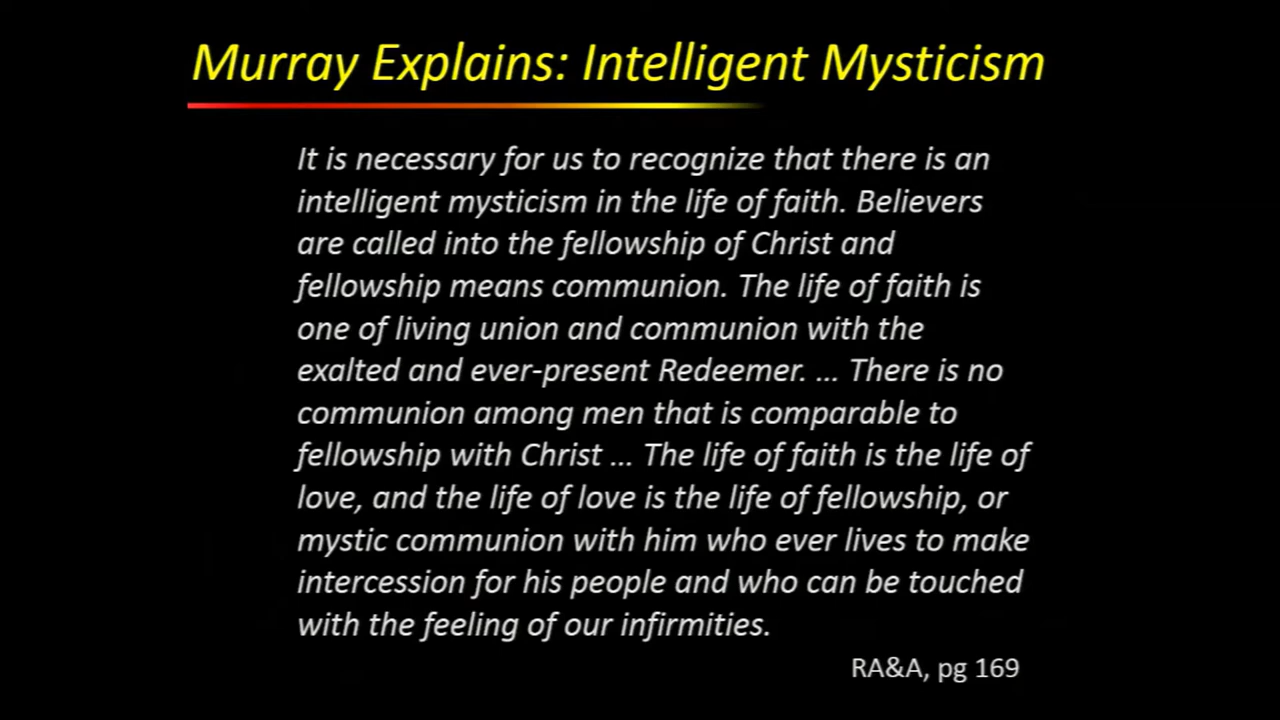 Murray Explains: Intelligent Mysticism
It is necessary for us to recognize that there is an
intelligent mysticism in the life of faith. Believers
are called into the fellowship of Christ and
fellowship means communion. The life of faith is
one of living union and communion with the
exalted and ever-present Redeemer. ... There is no
communion among men that is comparable to
fellowship with Christ ... The life of faith is the life of
love, and the life of love is the life of fellowship, or
mystic communion with him who ever lives to make
intercession for his people and who can be touched
with the feeling of our infirmities.
RA&A, pg 169